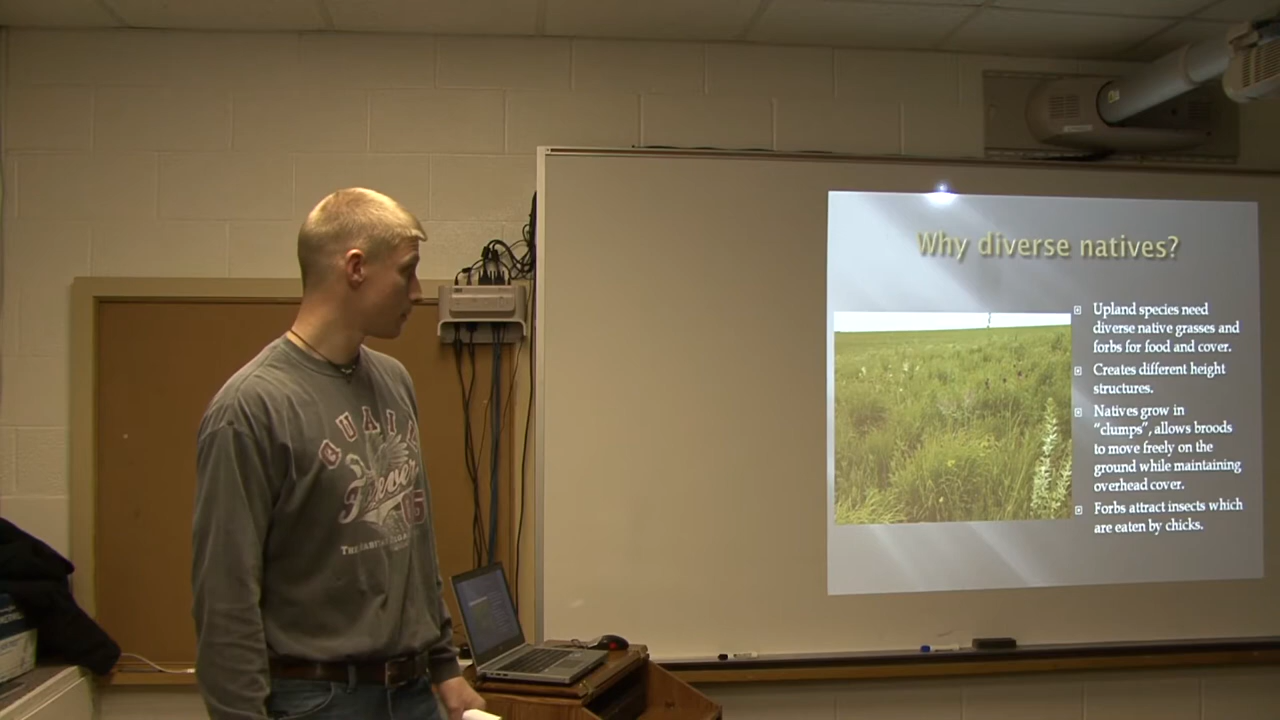 Why diverse natives?
Upland species need
diverse native grasses and
forbs for food and cover.
Creates different height
structures.
Natives grow in
“clumps”, allows broods
to move freely on the
ground while maintaining
overhead cover.
Forbs attract insects which
are eaten by chicks.
QUAIL
Forever